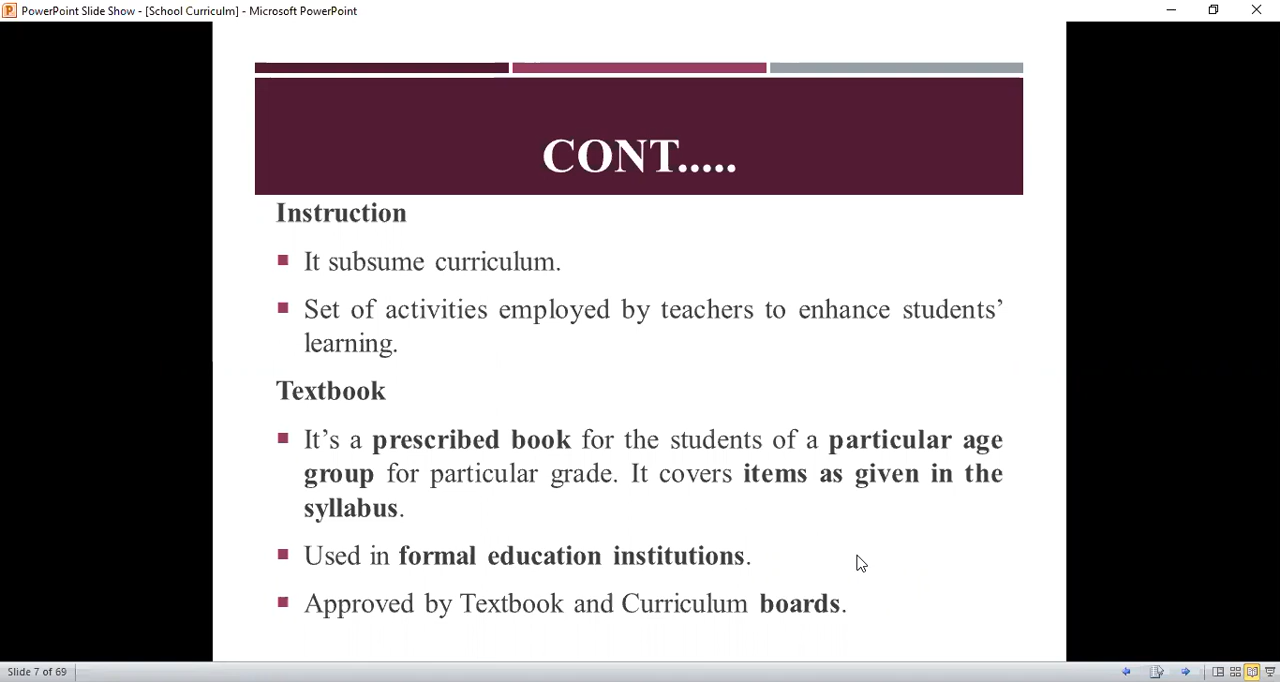 PowerPoint Slide Show - [School Curriculm] - Microsoft PowerPoint
CONT.....
Instruction
It subsume curriculum.
Set of activities employed by teachers to enhance students’
learning.
Textbook
It’s a prescribed book for the students of a particular age
group for particular grade. It covers items as given in the
syllabus.
Used in formal education institutions.
Approved by Textbook and Curriculum boards.
Slide 7 of 69